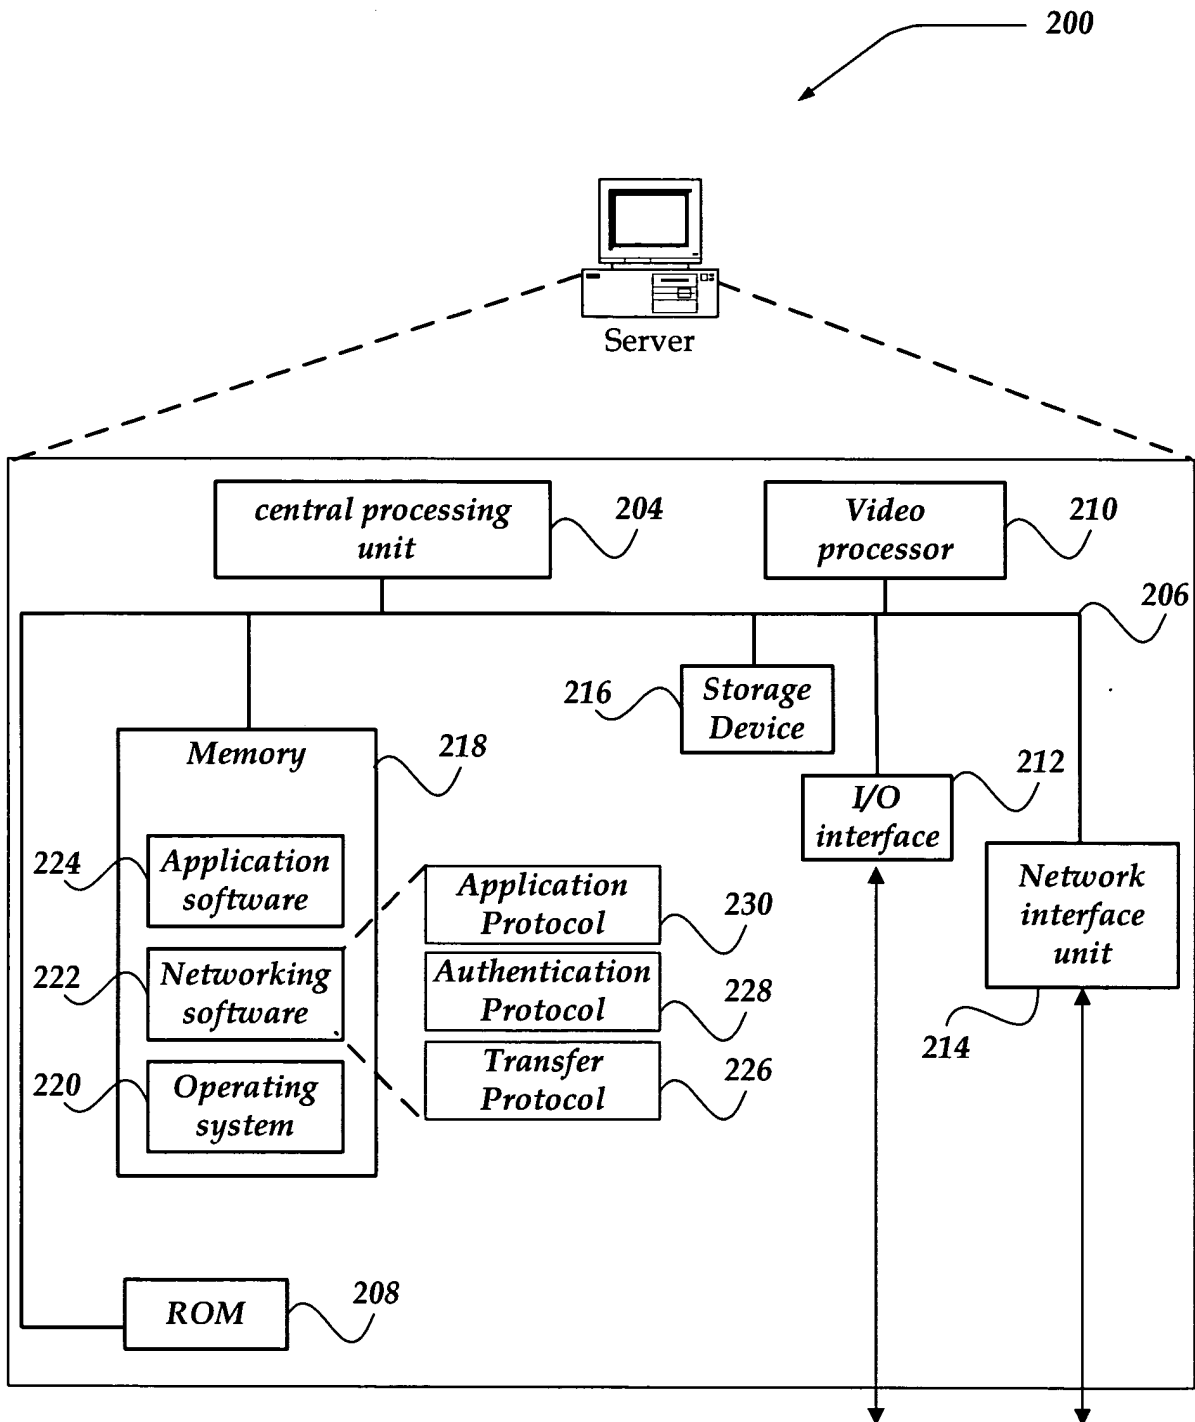 200
Server
central processing
unit
204
Video
processor
210
206
216
Storage
Device
Memory
218
212
I/O
interface
224
Application
software
Application
Protocol
230
Network
interface
unit
222
Networking
software
Authentication
Protocol
228
214
220
Operating
system
Transfer
Protocol
226
ROM
208